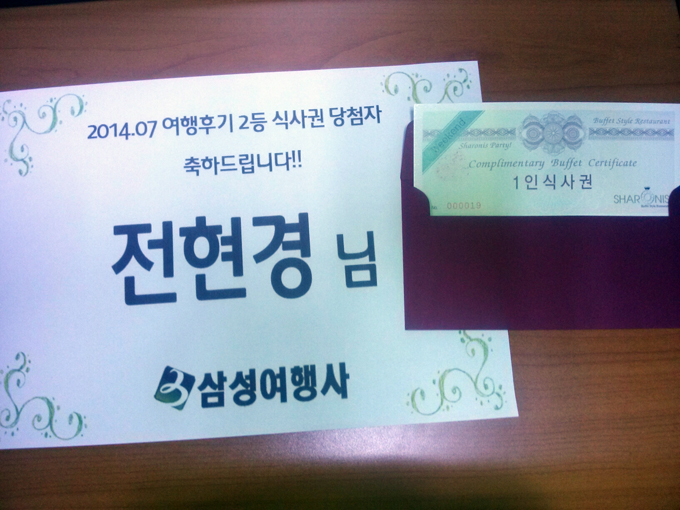 2014.07 여행후기 2등 식사권 당첨자
축하드립니다!!
전현경 님
삼성여행사
Buffet Style Restaurant
Sharonis Party!
Complimentary Buffet Certificate
1인식사권
SHARONIS
No. 000019